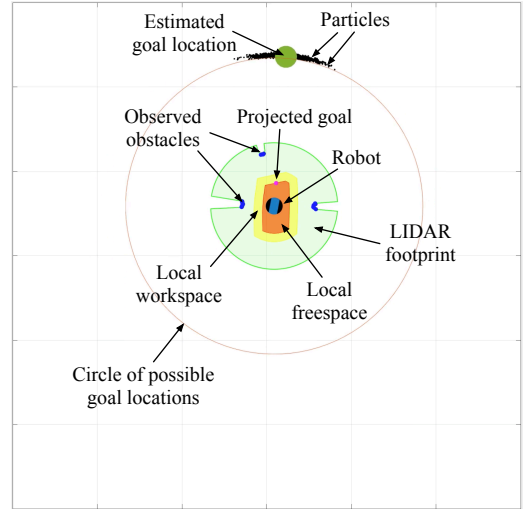 Estimated
goal location
Particles
Observed
obstacles
Projected goal
Robot
LIDAR
footprint
Local
workspace
Local
freespace
Circle of possible
goal locations